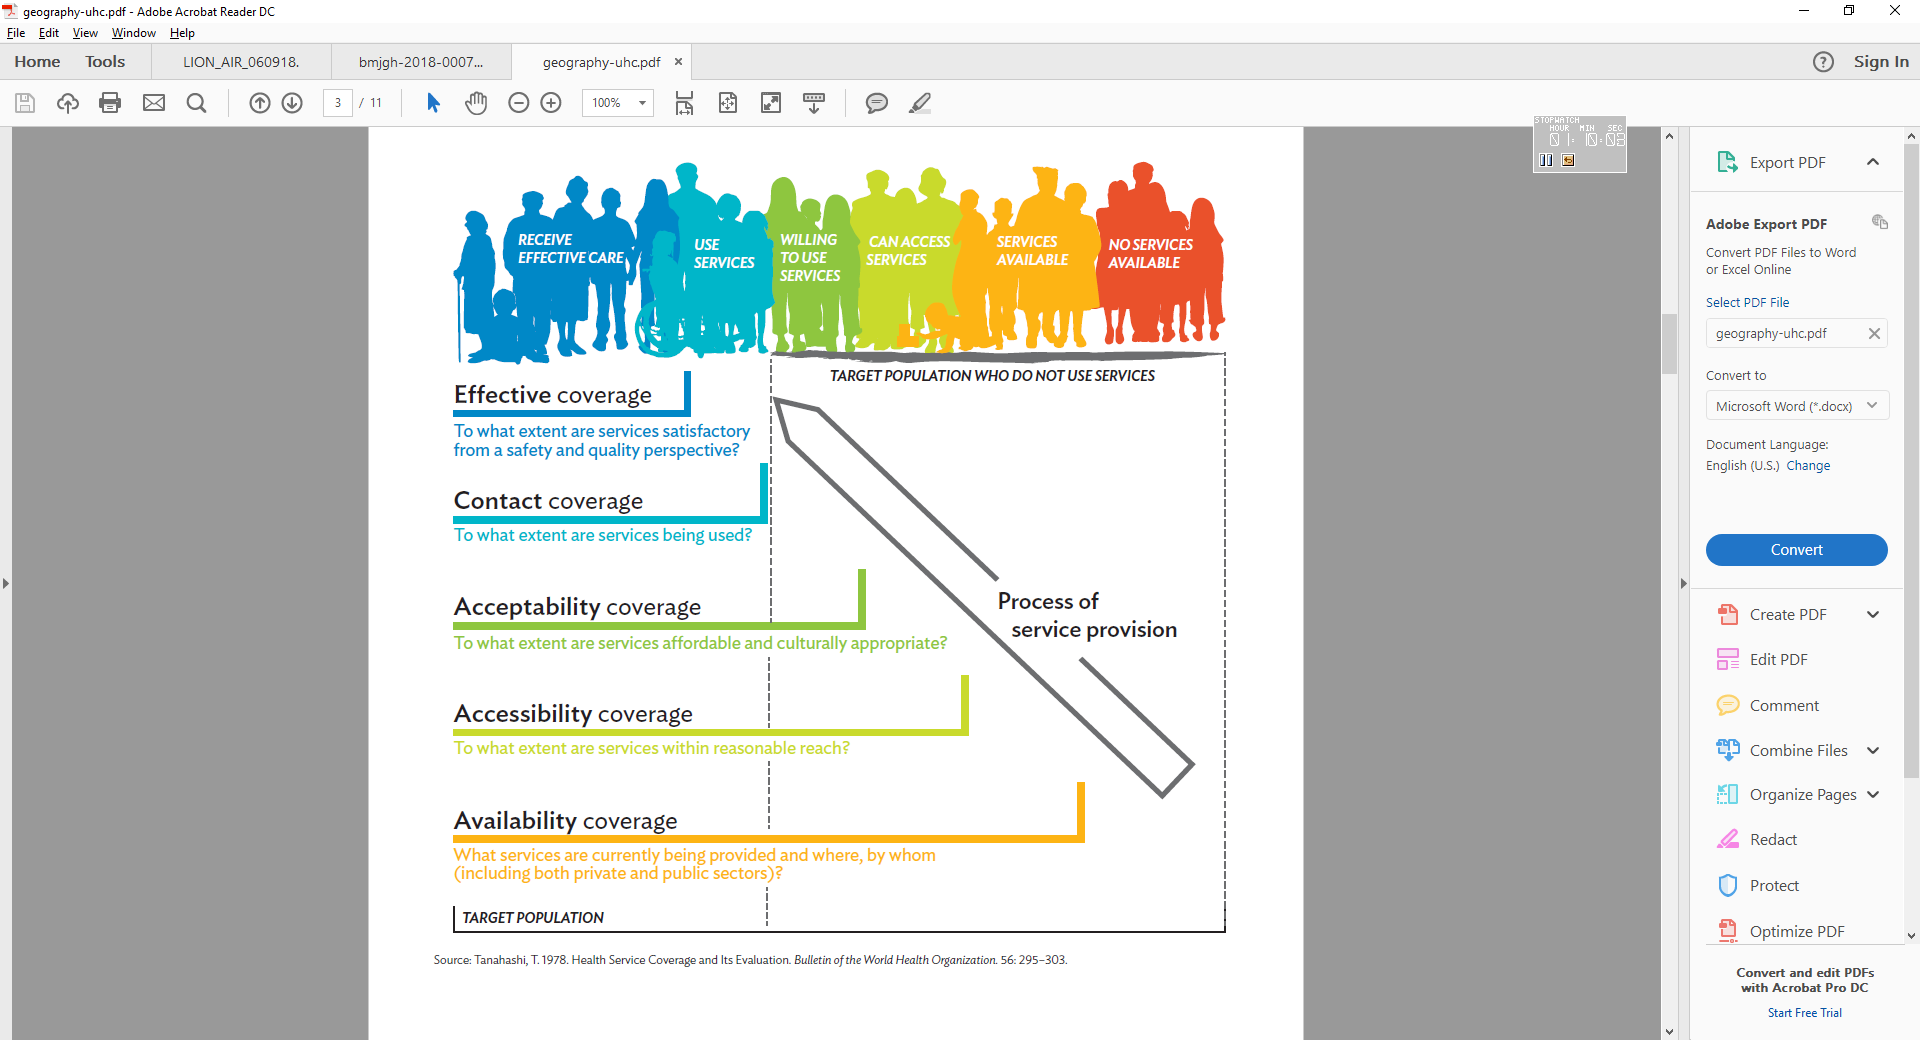 geography-uhc.pdf - Adobe Acrobat Reader DC
File Edit View Window Help
Home Tools LION_AIR_060918. bmjgh-2018-0007... geography-uhc.pdf Sign In
3 / 11 100%
STOPWATCH
HOUR MIN SEC
01:10:03
RECEIVE
EFFECTIVE CARE
USE
SERVICES
WILLING
TO USE
SERVICES
CAN ACCESS
SERVICES
SERVICES
AVAILABLE
NO SERVICES
AVAILABLE
TARGET POPULATION WHO DO NOT USE SERVICES
Effective coverage
To what extent are services satisfactory
from a safety and quality perspective?
Contact coverage
To what extent are services being used?
Acceptability coverage
To what extent are services affordable and culturally appropriate?
Accessibility coverage
To what extent are services within reasonable reach?
Availability coverage
What services are currently being provided and where, by whom
(including both private and public sectors)?
Process of
service provision
TARGET POPULATION
Source: Tanahashi, T. 1978. Health Service Coverage and Its Evaluation. Bulletin of the World Health Organization. 56: 295–303.
Export PDF
Adobe Export PDF
Convert PDF Files to Word
or Excel Online
Select PDF File
geography-uhc.pdf
Convert to
Microsoft Word (*.docx)
Document Language:
English (U.S.) Change
Convert
Create PDF
Edit PDF
Comment
Combine Files
Organize Pages
Redact
Protect
Optimize PDF
Convert and edit PDFs
with Acrobat Pro DC
Start Free Trial